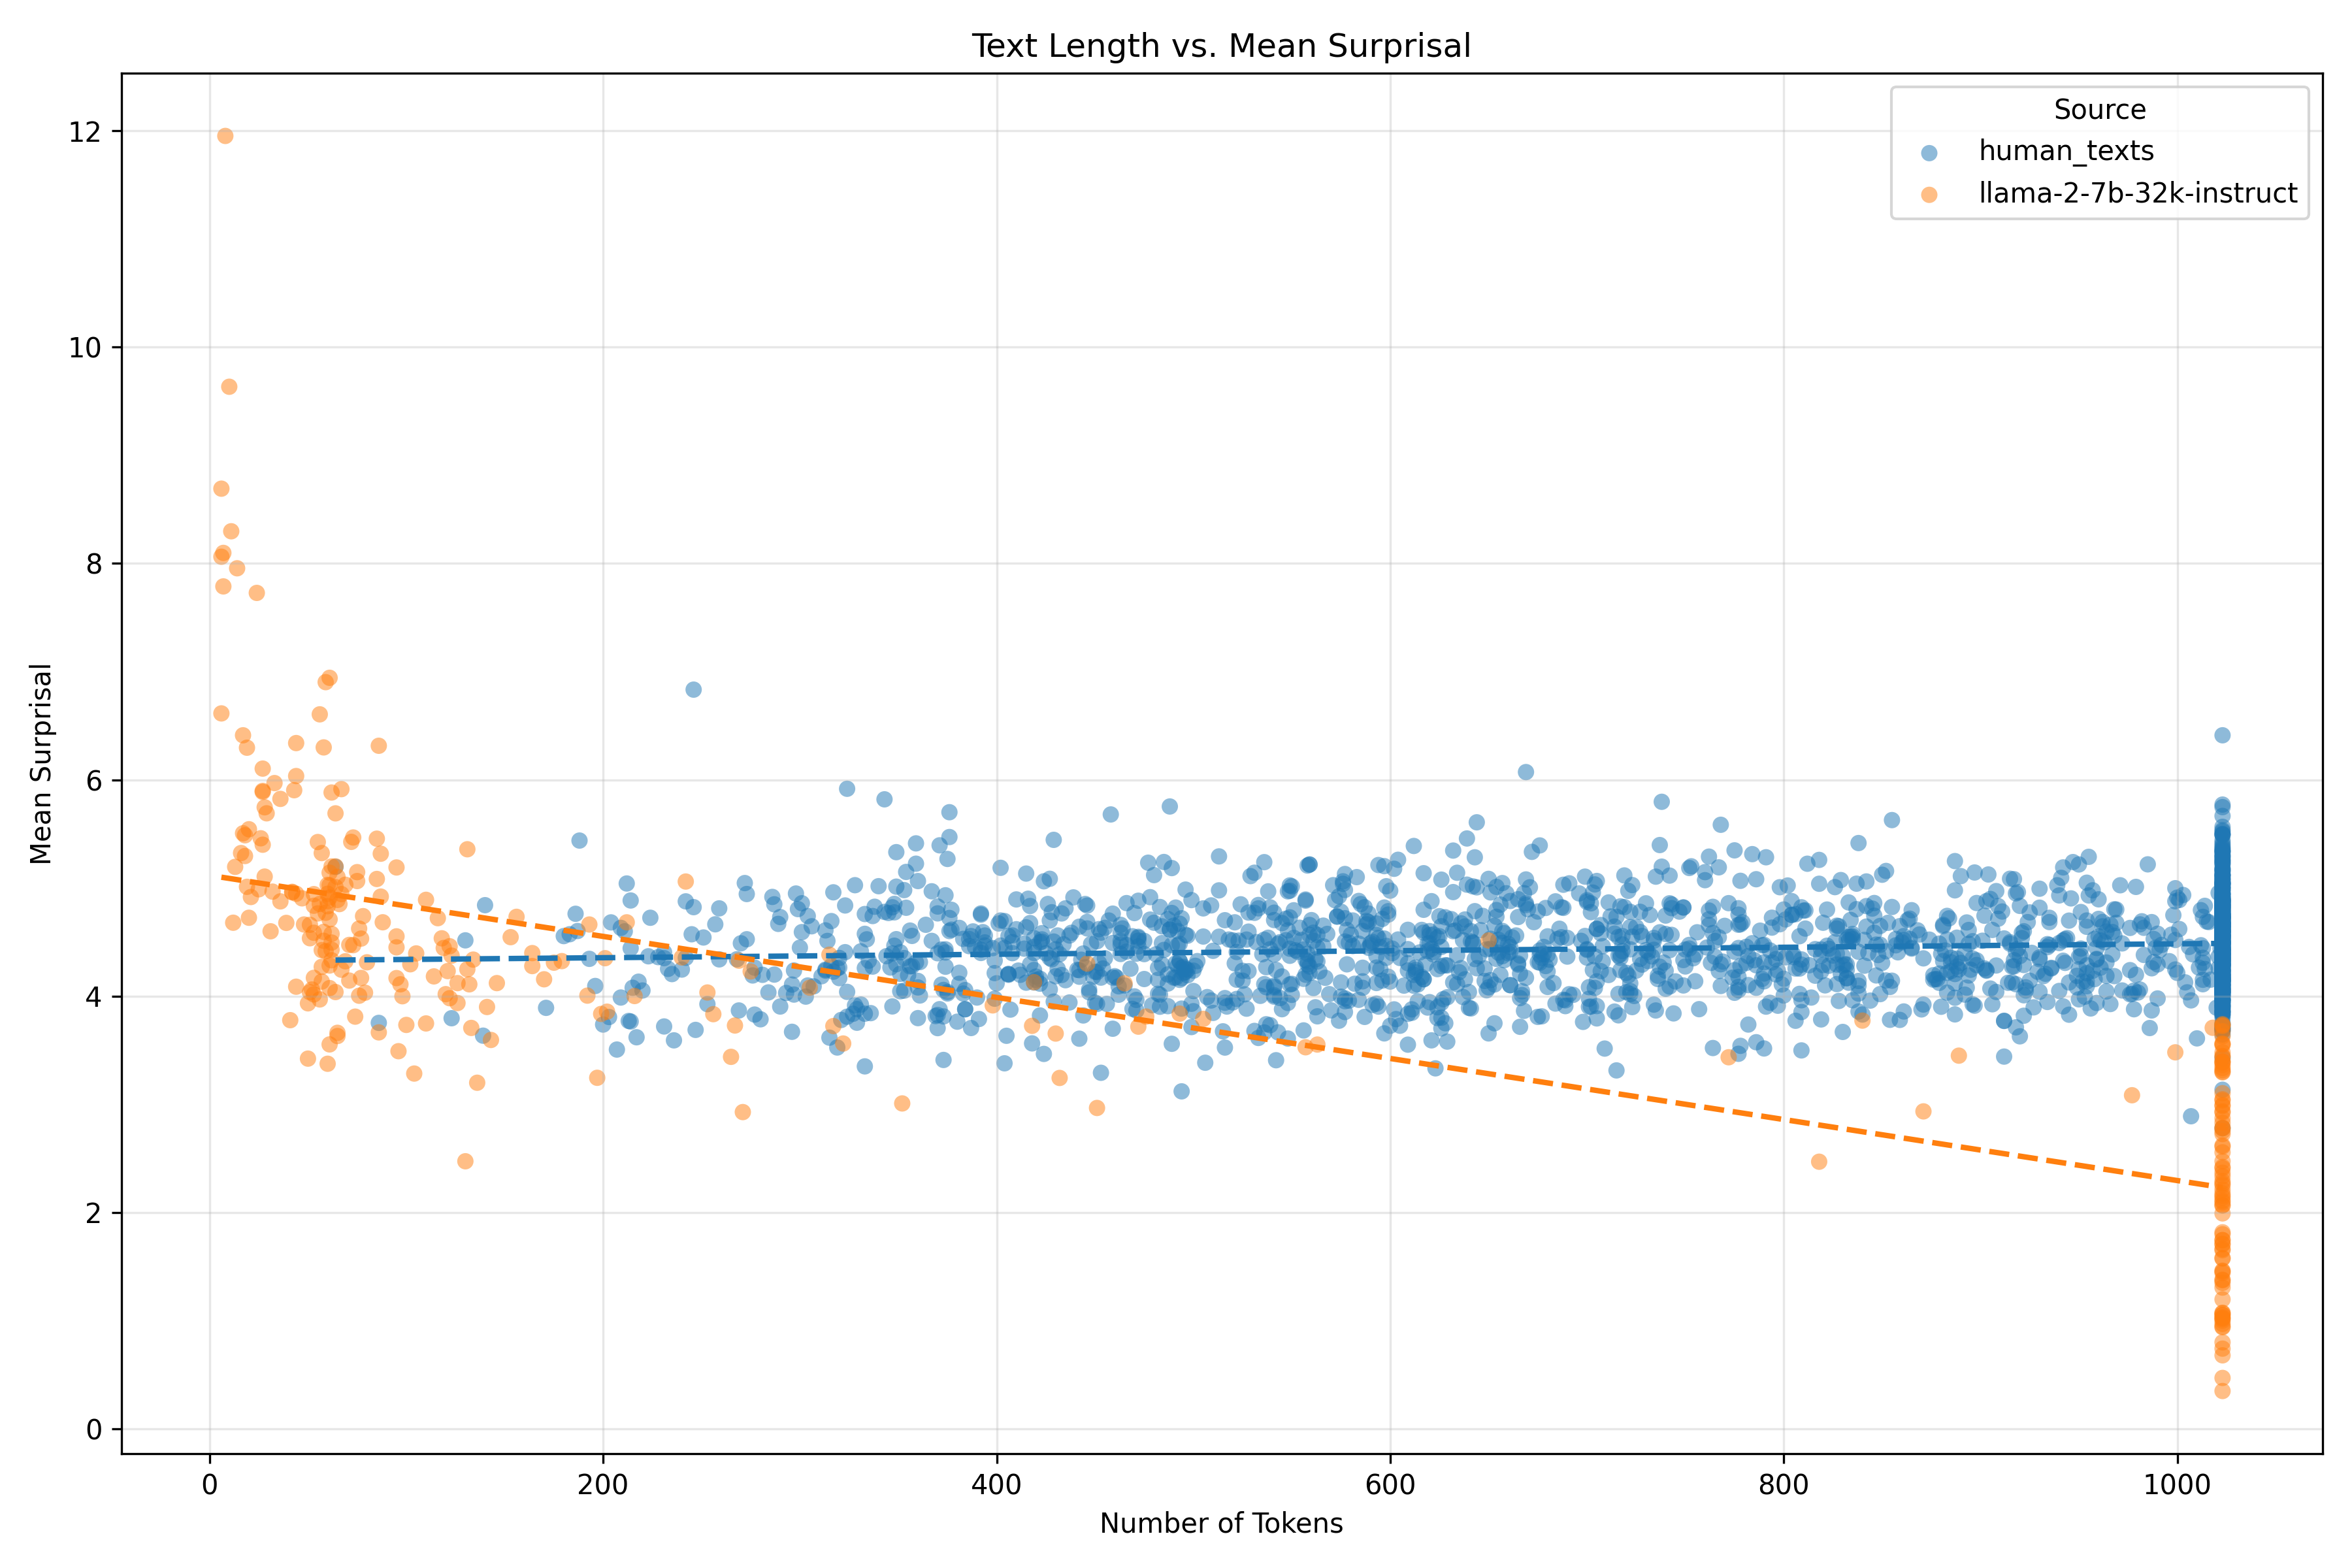 Text Length vs. Mean Surprisal
Source
human_texts
llama-2-7b-32k-instruct
Mean Surprisal
12
10
8
6
4
2
0
0
200
400
600
800
1000
Number of Tokens